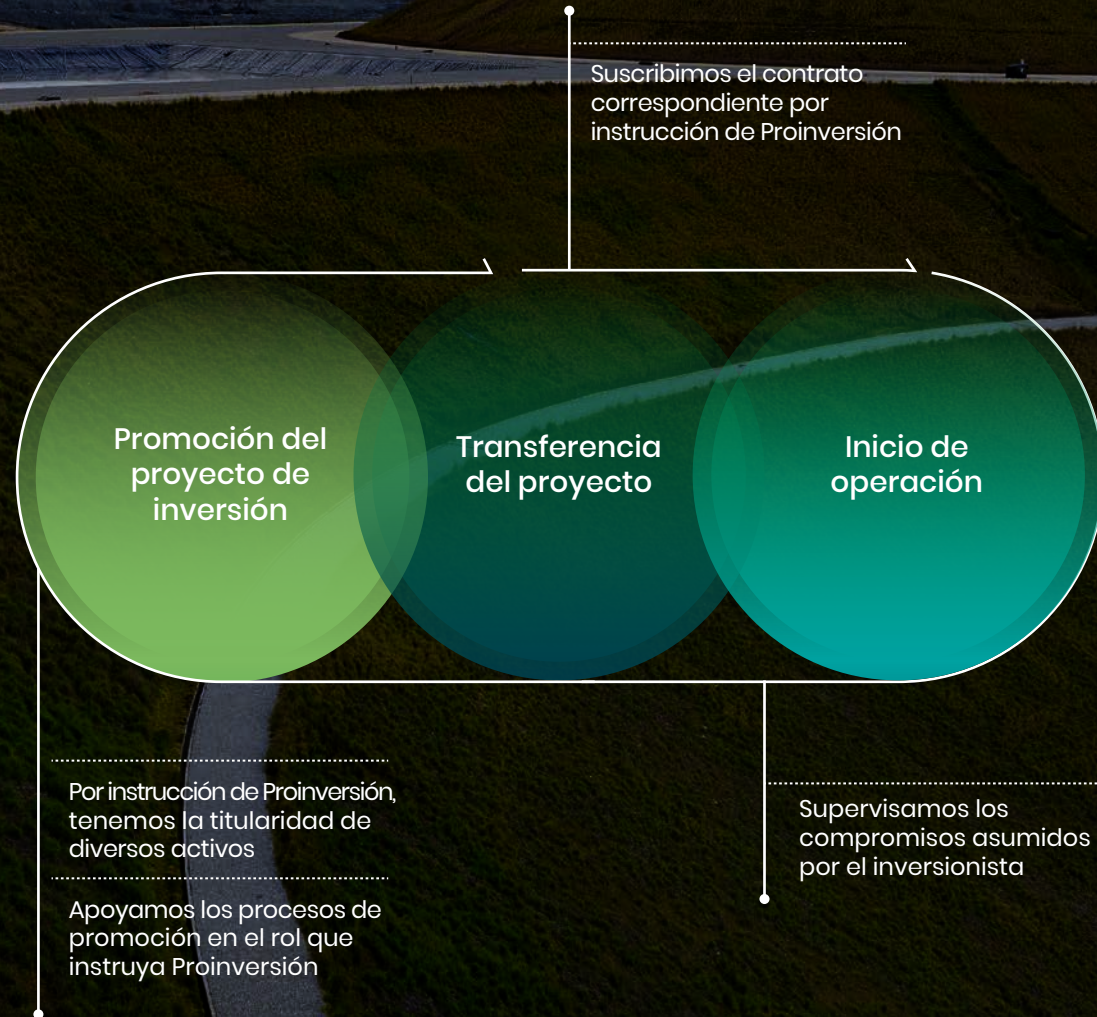 Suscribimos el contrato
correspondiente por
instrucción de Proinversión
Promoción del
proyecto de
inversión
Transferencia
del proyecto
Inicio de
operación
Por instrucción de Proinversión,
tenemos la titularidad de
diversos activos
Apoyamos los procesos de
promoción en el rol que
instruya Proinversión
Supervisamos los
compromisos asumidos
por el inversionista